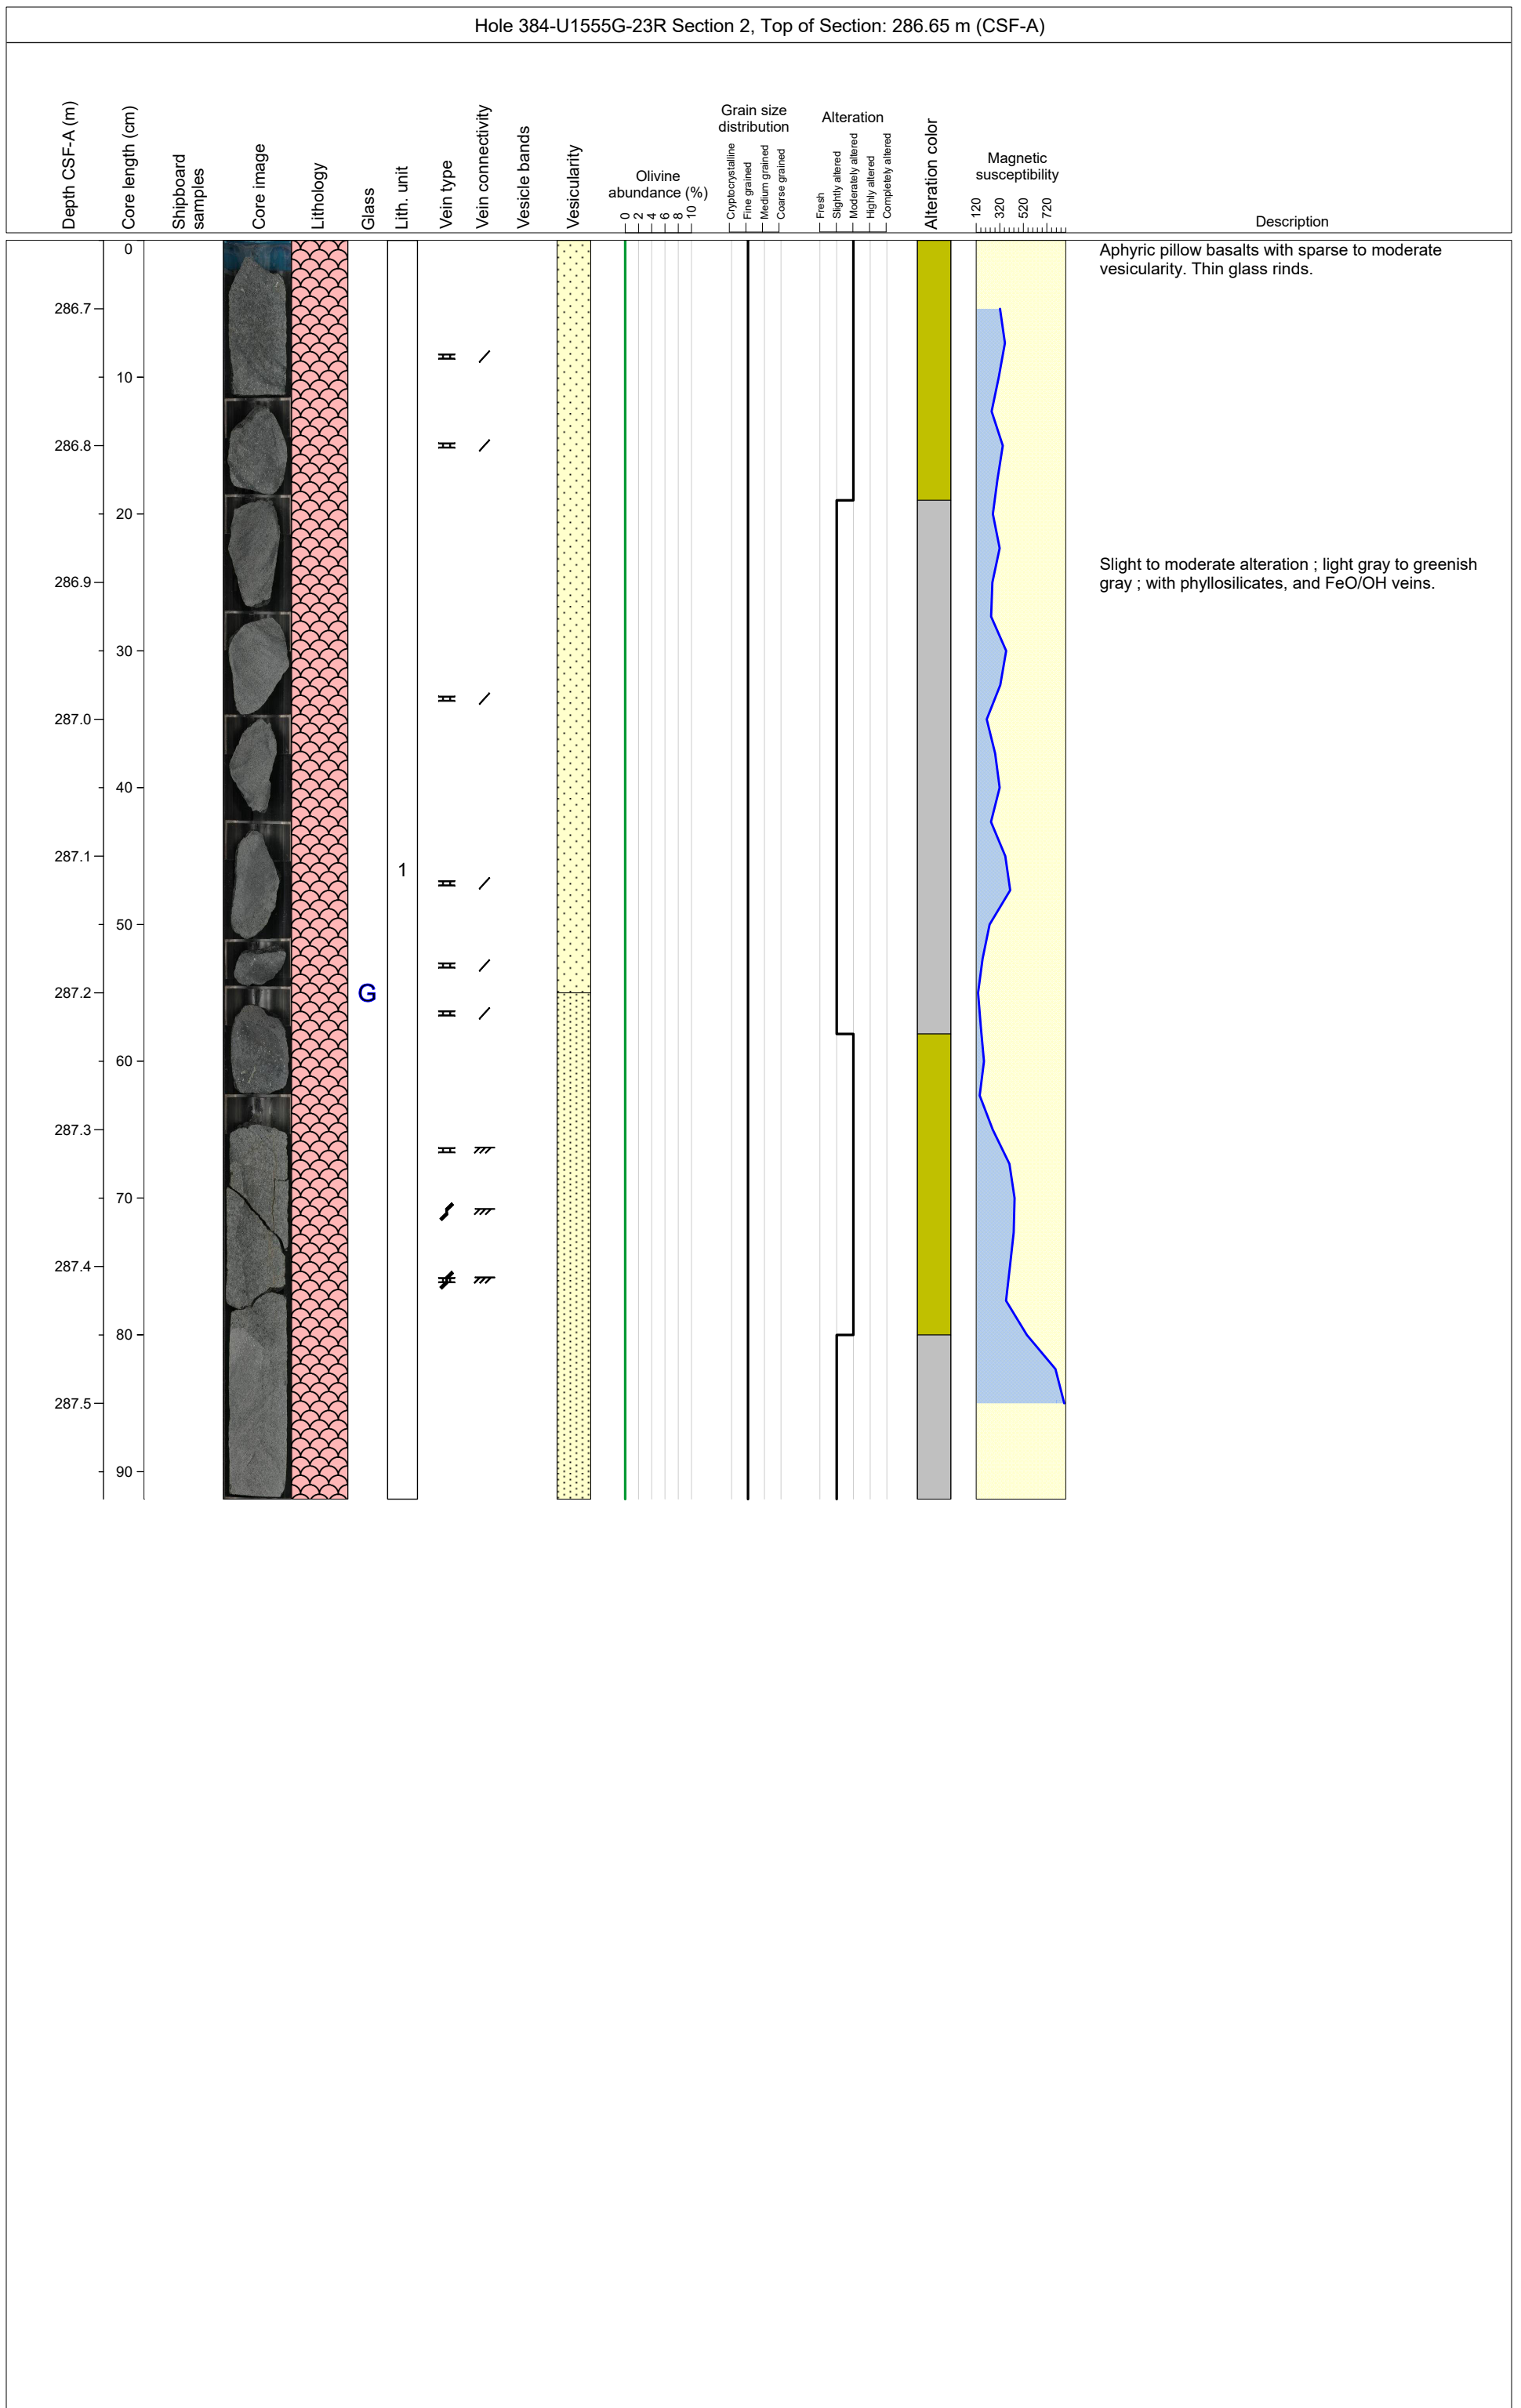 Hole 384-U1555G-23R Section 2, Top of Section: 286.65 m (CSF-A)
Depth CSF-A (m)
Core length (cm)
Shipboard
samples
Core image
Lithology
Glass
Lith. unit
Vein type
Vein connectivity
Vesicle bands
Vesicularity
Olivine
abundance (%)
0 2 4 6 8 10
Grain size
distribution
Cryptocrystalline
Fine grained
Medium grained
Coarse grained
Alteration
Fresh
Slightly altered
Moderately altered
Highly altered
Completely altered
Alteration color
Magnetic
susceptibility
120 320 520 720
Description
0
Aphyric pillow basalts with sparse to moderate
vesicularity. Thin glass rinds.
286.7
10
286.8
20
Slight to moderate alteration ; light gray to greenish
gray ; with phyllosilicates, and FeO/OH veins.
286.9
30
287.0
40
287.1
1
50
287.2
G
60
287.3
70
287.4
80
287.5
90